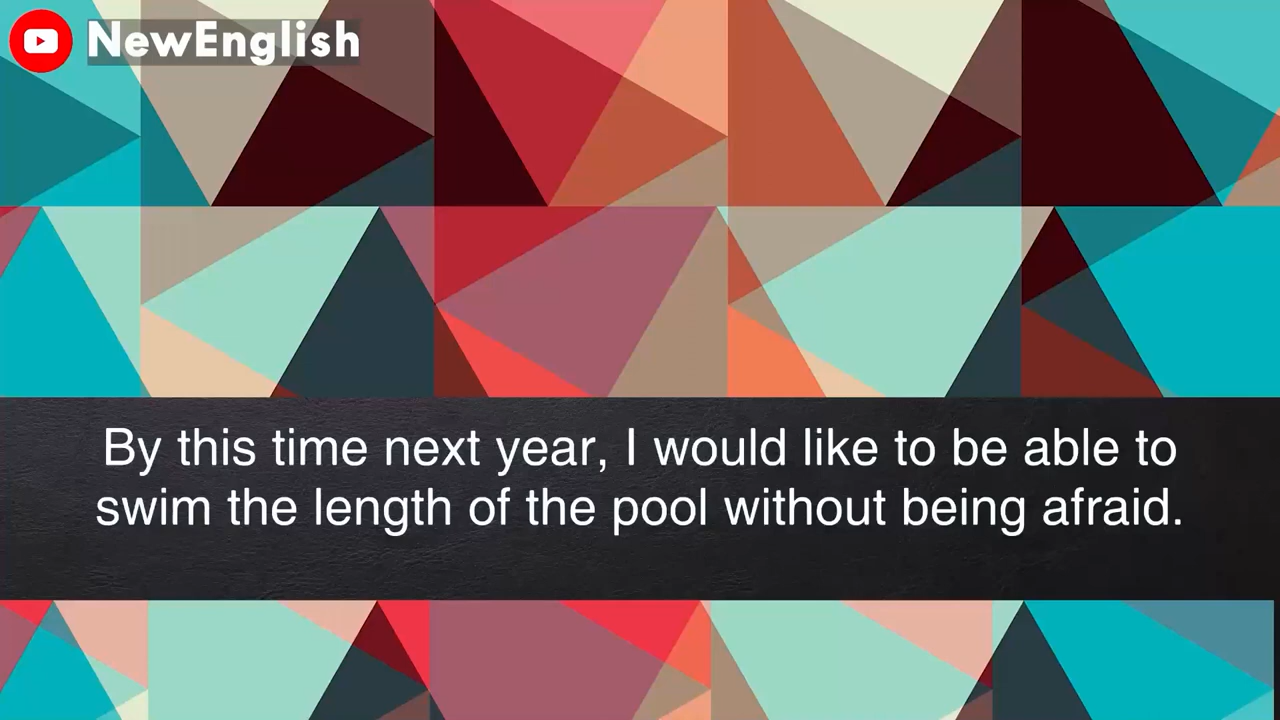 NewEnglish
By this time next year, I would like to be able to
swim the length of the pool without being afraid.